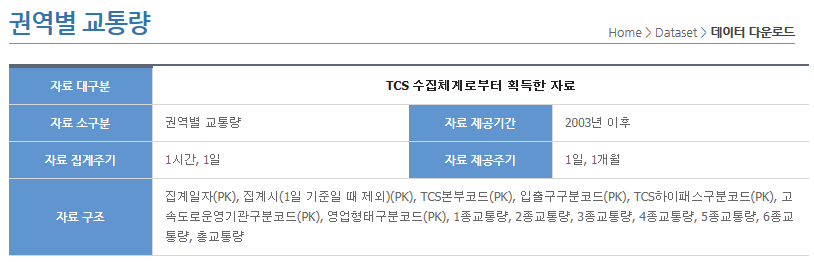 권역별 교통량
Home > Dataset > 데이터 다운로드
자료 대구분 TCS 수집체계로부터 획득한 자료
자료 소구분 권역별 교통량 자료 제공기간 2003년 이후
자료 집계주기 1시간, 1일 자료 제공주기 1일, 1개월
자료 구조
집계일자(PK), 집계시(1일 기준일 때 제외)(PK), TCS본부코드(PK), 입출구구분코드(PK), TCS하이패스구분코드(PK), 고
속도로운영기관구분코드(PK), 영업형태구분코드(PK), 1종교통량, 2종교통량, 3종교통량, 4종교통량, 5종교통량, 6종교
통량, 총교통량